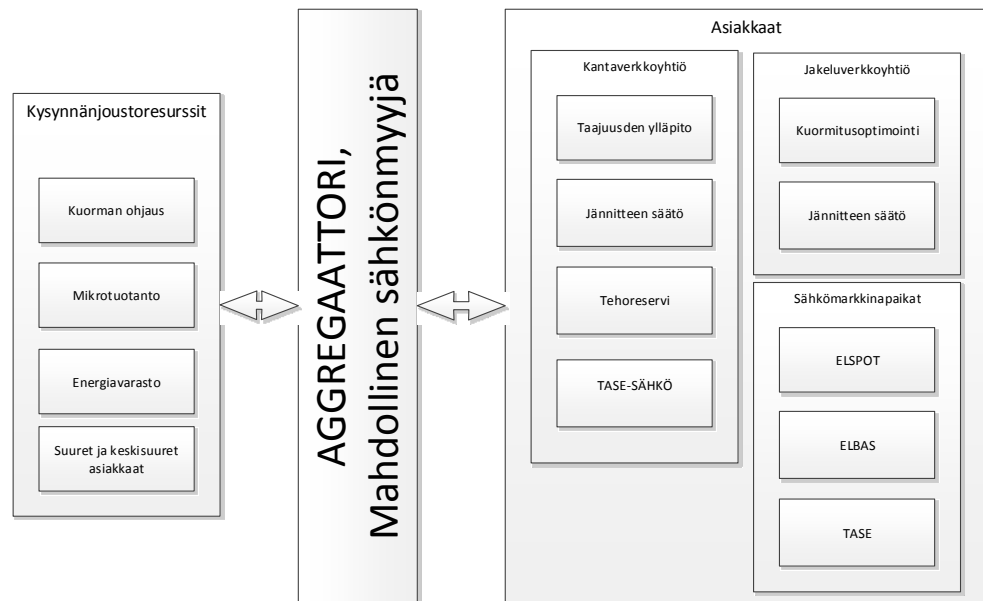 Kysynnänjoustoresurssit
Kuorman ohjaus
Mikrotuotanto
Energiavarasto
Suuret ja keskisuuret
asiakkaat
AGGREGAATTORI,
Mahdollinen sähkönmyyjä
Asiakkaat
Kantaverkkoyhtiö
Taajuuden ylläpito
Jännitteen säätö
Tehoreservi
TASE-SÄHKÖ
Jakeluverkkoyhtiö
Kuormitusoptimointi
Jännitteen säätö
Sähkömarkkinapaikat
ELSPOT
ELBAS
TASE